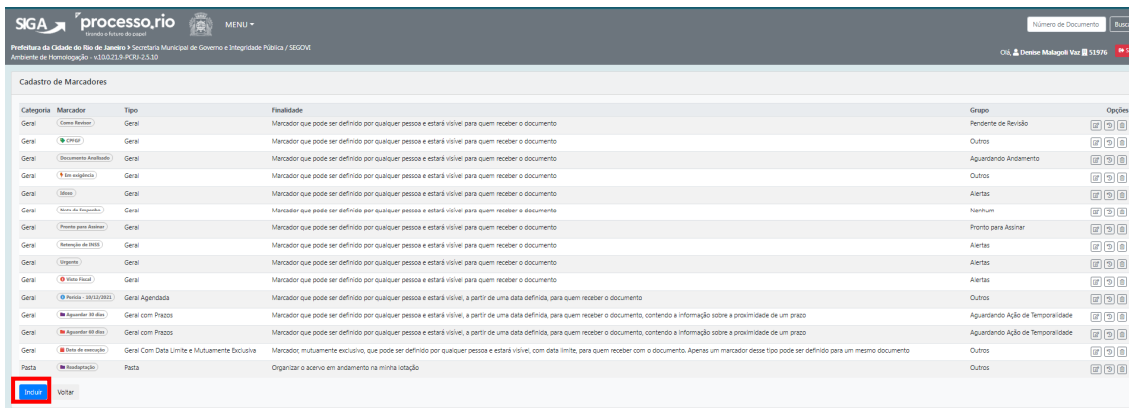 SIGA processo.rio MENU Número de Documento Busc
tirando o futuro do papel
Prefeitura da Cidade do Rio de Janeiro > Secretaria Municipal de Governo e Integridade Pública / SEGOVI
Ambiente de Homologação - v.10.0.21.9-PCRJ-2.5.10
Olá, Denise Malagoli Vaz 51976
Cadastro de Marcadores
Categoria Marcador Tipo Finalidade Grupo Opções
Geral Como Revisor Geral Marcador que pode ser definido por qualquer pessoa e estará visível para quem receber o documento Pendente de Revisão
Geral CPFGF Geral Marcador que pode ser definido por qualquer pessoa e estará visível para quem receber o documento Outros
Geral Documento Analisado Geral Marcador que pode ser definido por qualquer pessoa e estará visível para quem receber o documento Aguardando Andamento
Geral Em exigência Geral Marcador que pode ser definido por qualquer pessoa e estará visível para quem receber o documento Outros
Geral Idoso Geral Marcador que pode ser definido por qualquer pessoa e estará visível para quem receber o documento Alertas
Geral Nota de Empenho Geral Marcador que pode ser definido por qualquer pessoa e estará visível para quem receber o documento Nenhum
Geral Pronto para Assinar Geral Marcador que pode ser definido por qualquer pessoa e estará visível para quem receber o documento Pronto para Assinar
Geral Retenção do INSS Geral Marcador que pode ser definido por qualquer pessoa e estará visível para quem receber o documento Alertas
Geral Urgente Geral Marcador que pode ser definido por qualquer pessoa e estará visível para quem receber o documento Alertas
Geral Visto Fiscal Geral Marcador que pode ser definido por qualquer pessoa e estará visível para quem receber o documento Alertas
Geral Perícia - 10/12/2021 Geral Agendada Marcador que pode ser definido por qualquer pessoa e estará visível, a partir de uma data definida, para quem receber o documento Outros
Geral Aguardar 30 dias Geral com Prazos Marcador que pode ser definido por qualquer pessoa e estará visível, a partir de uma data definida, para quem receber o documento, contendo a informação sobre a proximidade de um prazo Aguardando Ação de Temporalidade
Geral Aguardar 60 dias Geral com Prazos Marcador que pode ser definido por qualquer pessoa e estará visível, a partir de uma data definida, para quem receber o documento, contendo a informação sobre a proximidade de um prazo Aguardando Ação de Temporalidade
Geral Data de execução Geral Com Data Limite e Mutuamente Exclusiva Marcador, mutuamente exclusivo, que pode ser definido por qualquer pessoa e estará visível, com data limite, para quem receber com o documento. Apenas um marcador desse tipo pode ser definido para um mesmo documento Outros
Pasta Readaptação Pasta Organizar o acervo em andamento na minha lotação Outros
Incluir Voltar